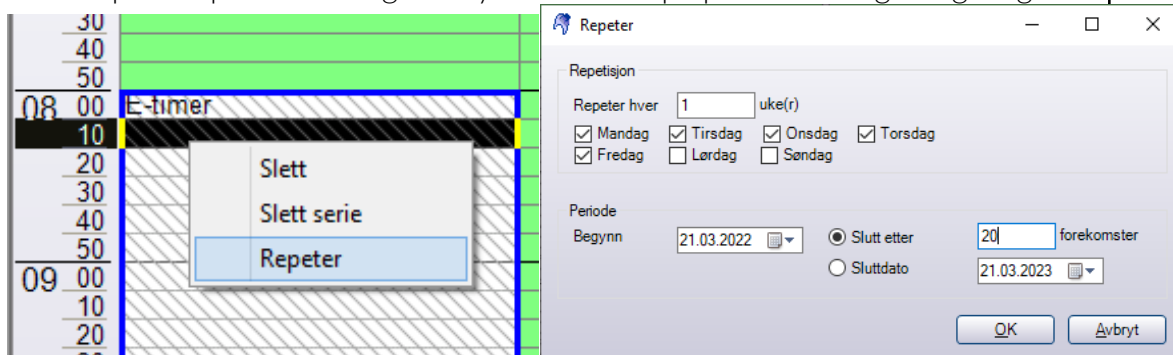 30
40
50
08 00 E-timer
10
20
30
40
50
09 00
10
20
Slett
Slett serie
Repeter
Repeter
Repetisjon
Repeter hver 1 uke(r)
Mandag Tirsdag Onsdag Torsdag
Fredag Lørdag Søndag
Periode
Begynn 21.03.2022 Slutt etter 20 forekomster
Sluttdato 21.03.2023
OK Avbryt